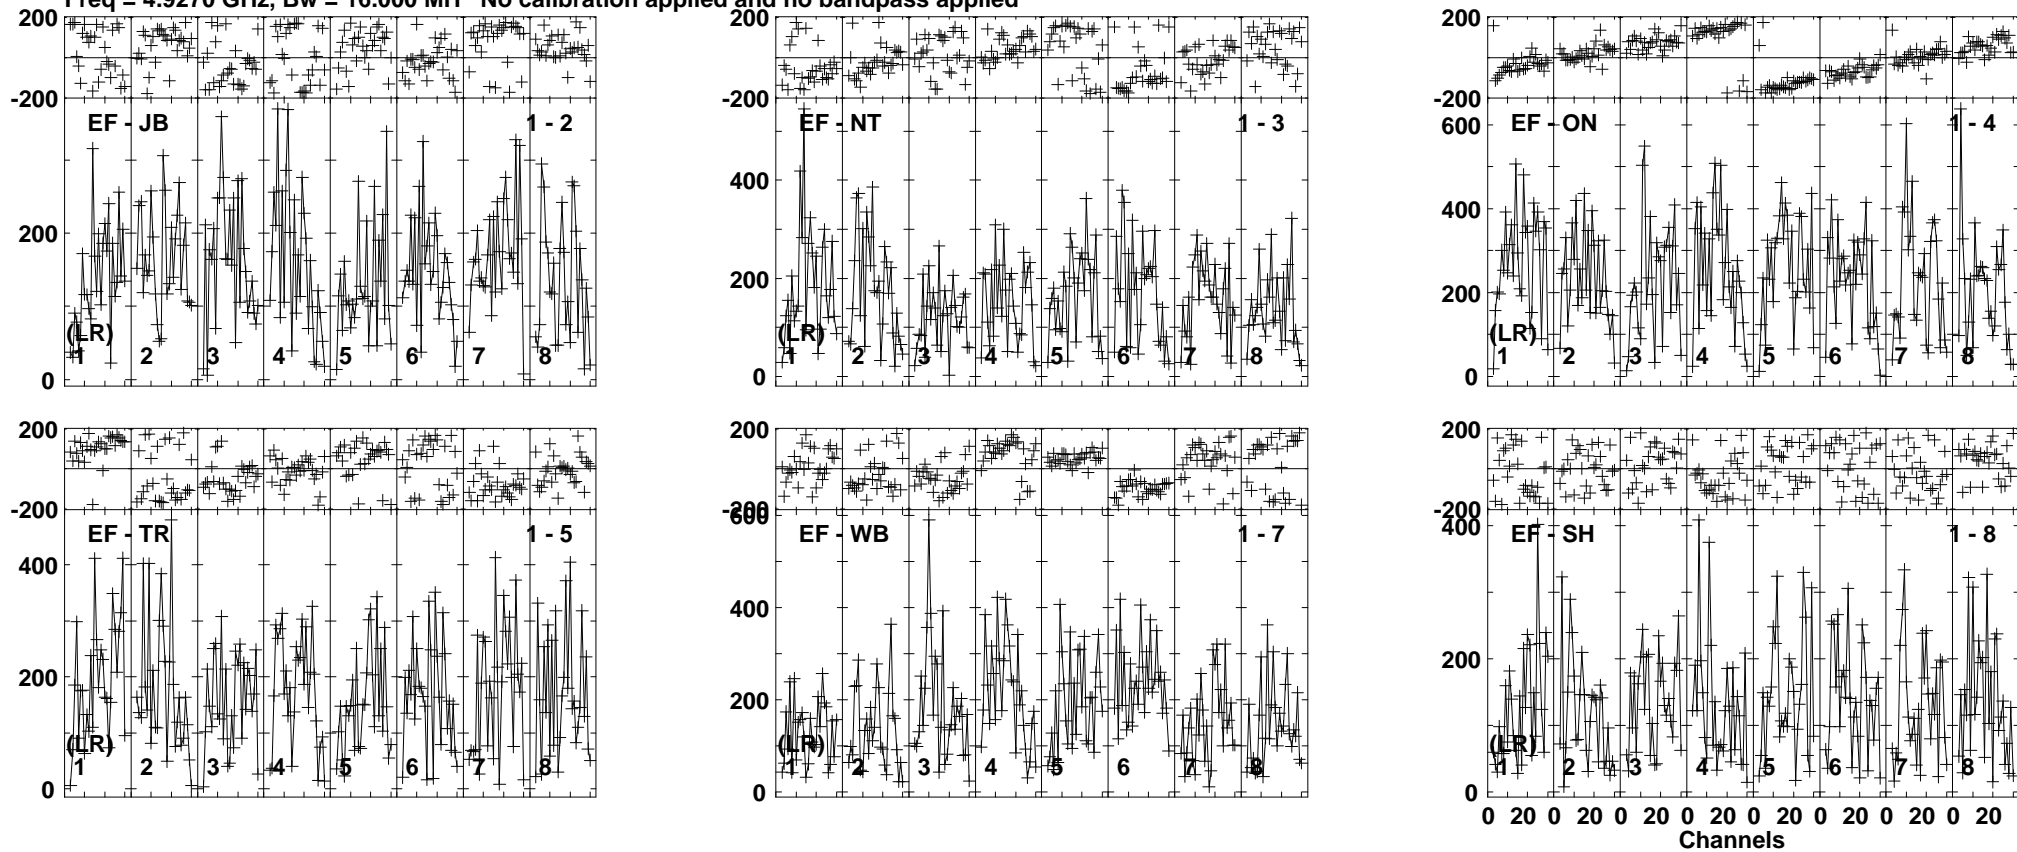 Freq = 4.9270 GHz, Bw = 16.000 MH No calibration applied and no bandpass applied
200 200 200
-200 -200 -200
EF - JB 1 - 2 EF - NT 1 - 3 EF - ON 1 - 4
600
400 400
200 200 200
(LR) (LR) (LR)
1 2 3 4 5 6 7 8 1 2 3 4 5 6 7 8 1 2 3 4 5 6 7 8
0 0 0
200 200 200
-200 -200 -200
600 400
EF - TR 1 - 5 EF - WB 1 - 7 EF - SH 1 - 8
400 400
200 200 200
(LR) (LR) (LR)
1 2 3 4 5 6 7 8 1 2 3 4 5 6 7 8 1 2 3 4 5 6 7 8
0 0 0
0 20 0 20 0 20 0 20 0 20 0 20 0 20 0 20
Channels